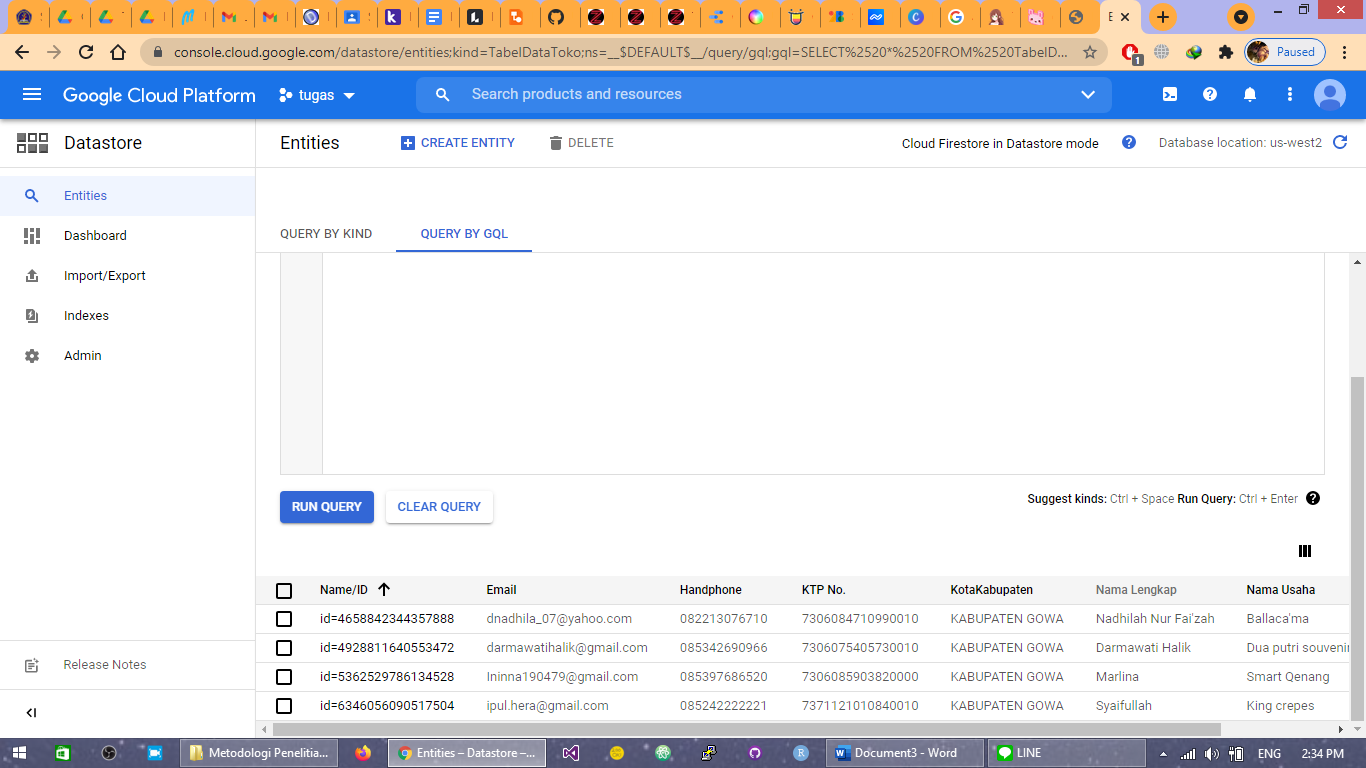 console.cloud.google.com/datastore/entities;kind=TabelDataToko;ns=__$DEFAULT$__/query/gql;gql=SELECT%2520*%2520FROM%2520TabelD...
1
Paused
Google Cloud Platform
tugas
Search products and resources
Datastore
Entities
CREATE ENTITY
DELETE
Cloud Firestore in Datastore mode
Database location: us-west2
Entities
Dashboard
Import/Export
Indexes
Admin
Release Notes
QUERY BY KIND
QUERY BY GQL
RUN QUERY
CLEAR QUERY
Suggest kinds: Ctrl + Space Run Query: Ctrl + Enter
Name/ID Email Handphone KTP No. KotaKabupaten Nama Lengkap Nama Usaha
id=4658842344357888 dnadhila_07@yahoo.com 082213076710 7306084710990010 KABUPATEN GOWA Nadhilah Nur Fai'zah Ballaca'ma
id=4928811640553472 darmawatihalik@gmail.com 085342690966 7306075405730010 KABUPATEN GOWA Darmawati Halik Dua putri souvenir
id=5362529786134528 Ininna190479@gmail.com 085397686520 7306085903820000 KABUPATEN GOWA Marlina Smart Qenang
id=6346056090517504 ipul.hera@gmail.com 085242222221 7371121010840010 KABUPATEN GOWA Syaifullah King crepes
Metodologi Penelitia...
Entities – Datastore –...
Document3 - Word
LINE
ENG
2:34 PM